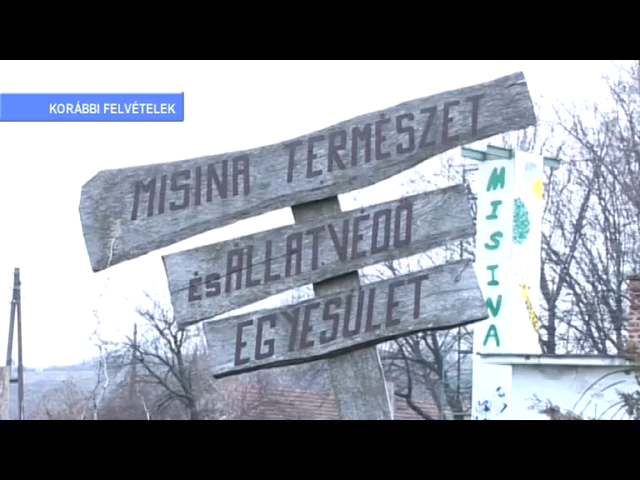 KORÁBBI FELVÉTELEK
MISINA TERMÉSZET
ÉS ÁLLATVÉDŐ
EGYESÜLET
MISINA